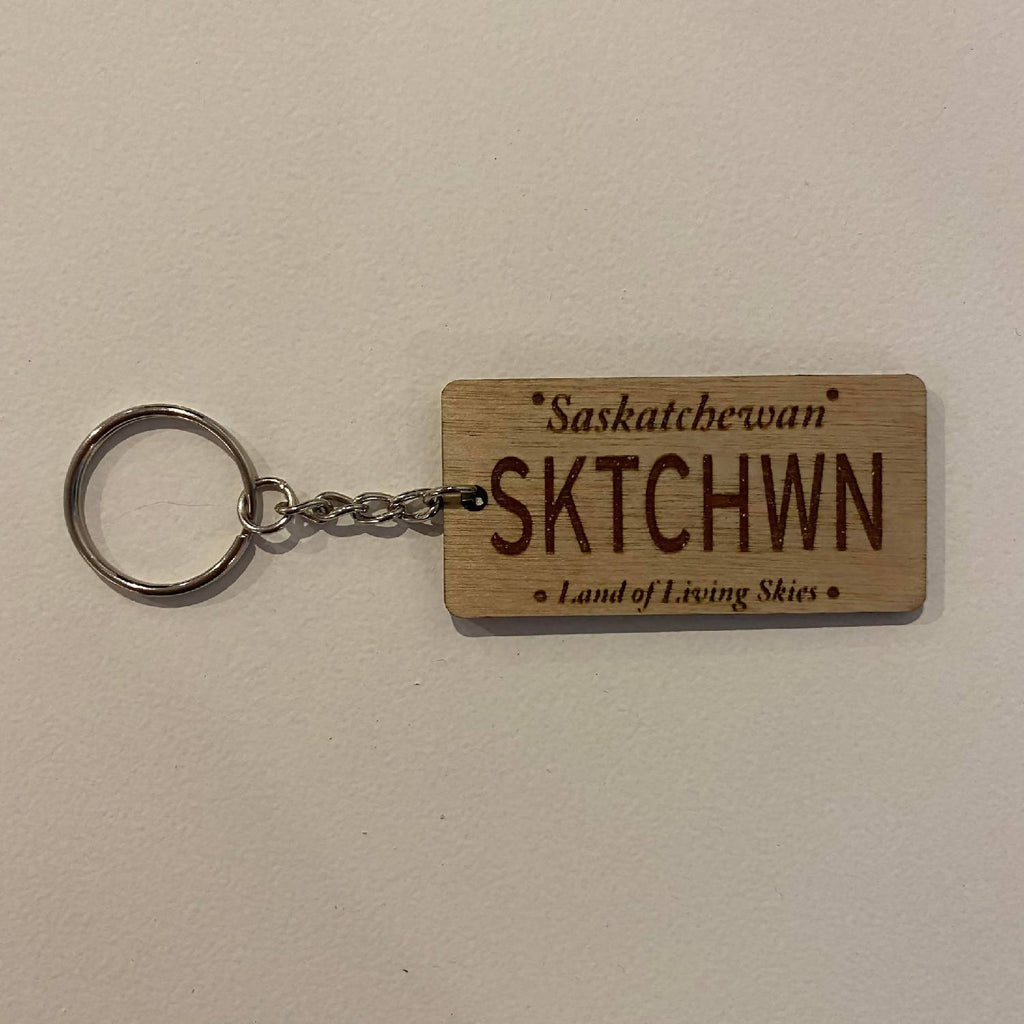 Saskatchewan
SKTCHWN
• Land of Living Skies •